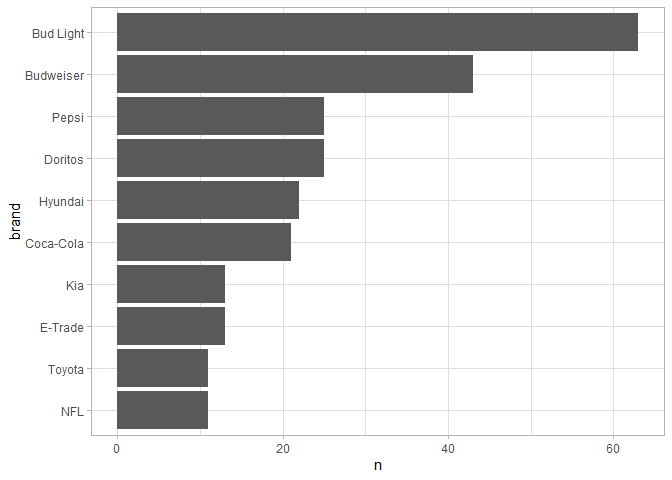 Bud Light
Budweiser
Pepsi
Doritos
Hyundai
Coca-Cola
Kia
E-Trade
Toyota
NFL
brand
0 20 40 60
n